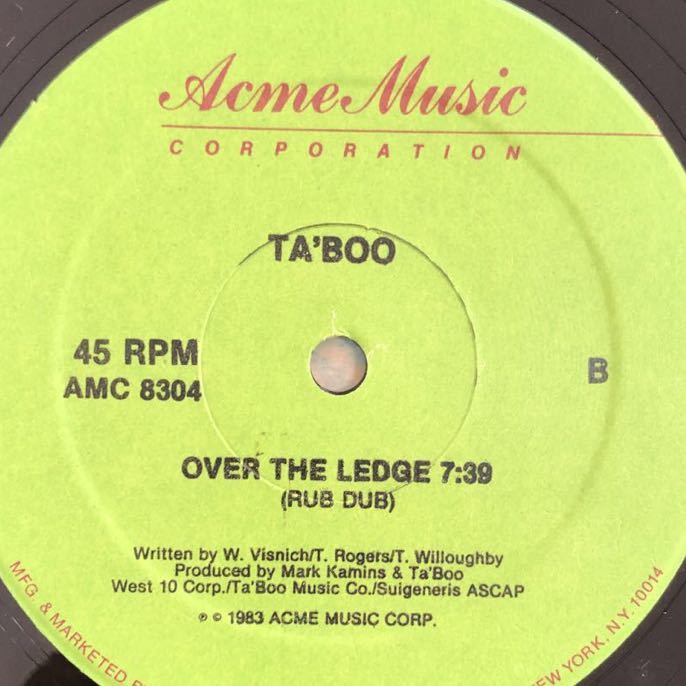 Acme Music
CORPORATION
TA'BOO
45 RPM
AMC 8304
B
OVER THE LEDGE 7:39
(RUB DUB)
Written by W. Visnich/T. Rogers/T. Willoughby
Produced by Mark Kamins & Ta'Boo
West 10 Corp./Ta'Boo Music Co./Suigeneris ASCAP
℗ © 1983 ACME MUSIC CORP.
MFG. & MARKETED
NEW YORK, N.Y. 10014